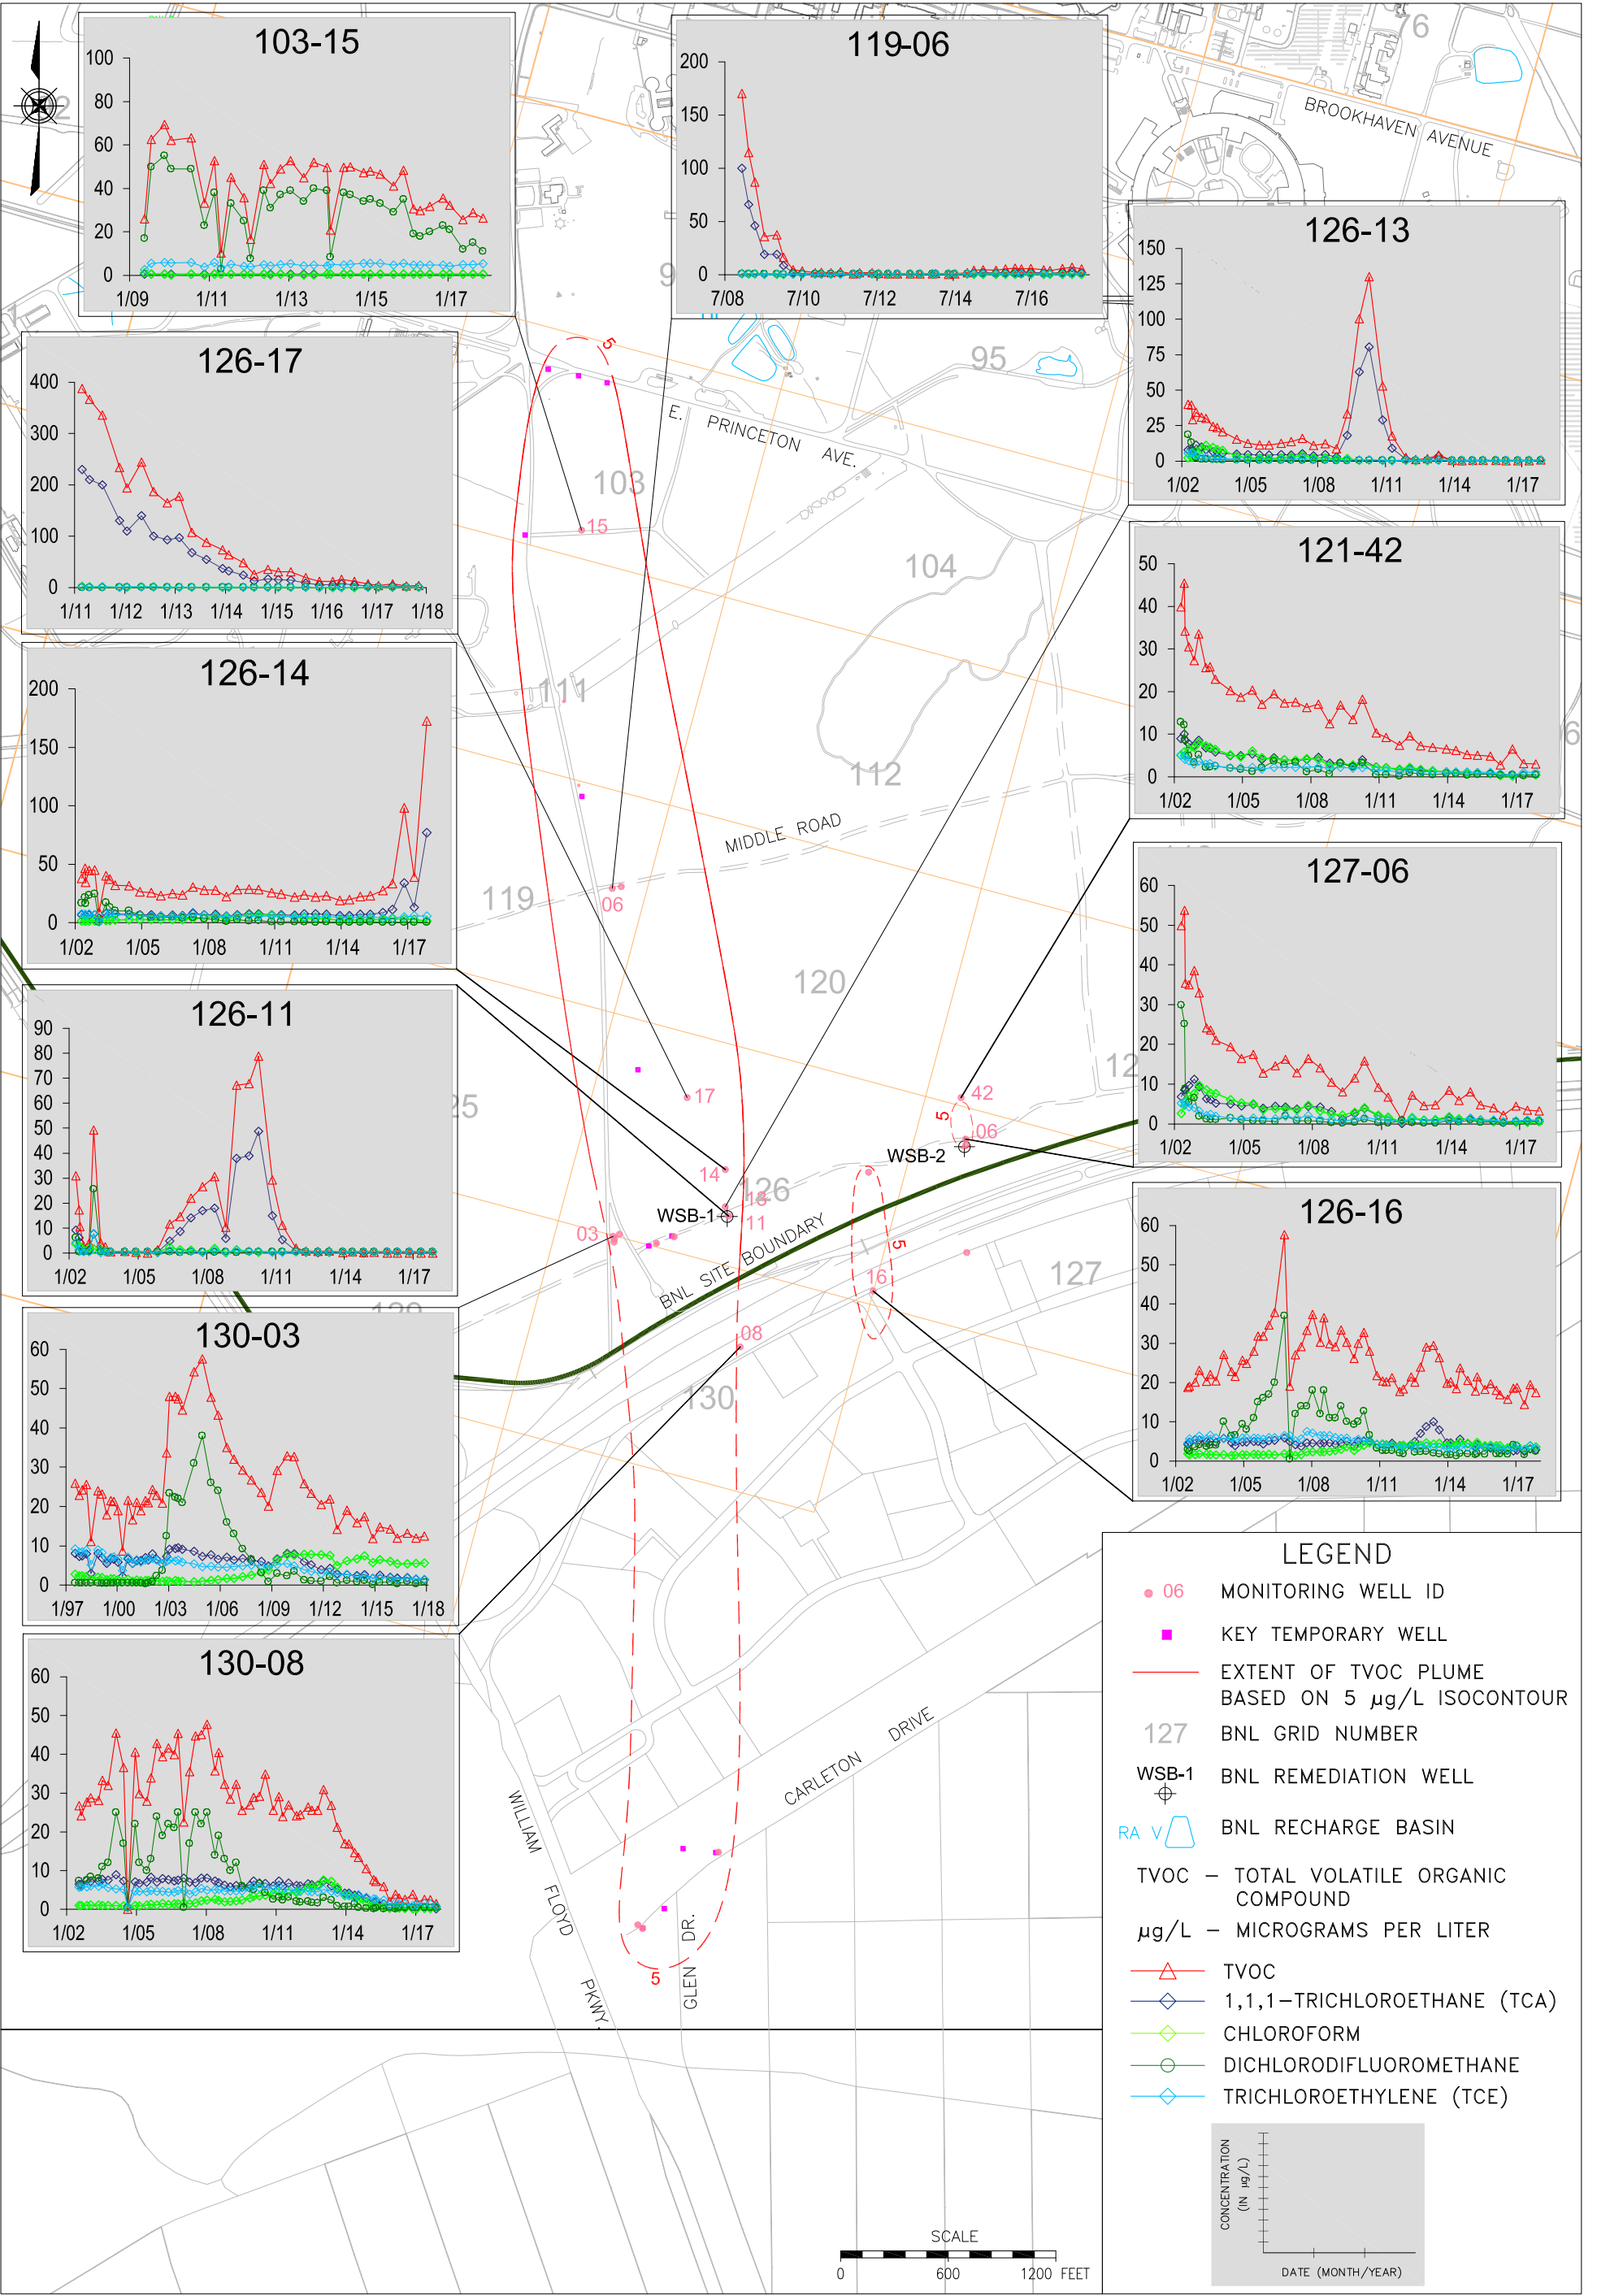 103-15
100
80
60
40
20
0
1/09 1/11 1/13 1/15 1/17
119-06
200
150
100
50
0
7/08 7/10 7/12 7/14 7/16
76
BROOKHAVEN AVENUE
126-13
150
125
100
75
50
25
0
1/02 1/05 1/08 1/11 1/14 1/17
95
5
E. PRINCETON AVE.
126-17
400
300
200
100
0
1/11 1/12 1/13 1/14 1/15 1/16 1/17 1/18
103
15
104
121-42
50
40
30
20
10
0
1/02 1/05 1/08 1/11 1/14 1/17
126-14
200
150
100
50
0
1/02 1/05 1/08 1/11 1/14 1/17
111
112
MIDDLE ROAD
119
06
120
127-06
60
50
40
30
20
10
0
1/02 1/05 1/08 1/11 1/14 1/17
126-11
90
80
70
60
50
40
30
20
10
0
1/02 1/05 1/08 1/11 1/14 1/17
17
42
5
06
WSB-2
14
126
18
WSB-1
11
03
BNL SITE BOUNDARY
5
16
127
08
130
126-16
60
50
40
30
20
10
0
1/02 1/05 1/08 1/11 1/14 1/17
130-03
60
50
40
30
20
10
0
1/97 1/00 1/03 1/06 1/09 1/12 1/15 1/18
130-08
60
50
40
30
20
10
0
1/02 1/05 1/08 1/11 1/14 1/17
CARLETON DRIVE
WILLIAM FLOYD PKWY.
GLEN DR.
5
LEGEND
06 MONITORING WELL ID
KEY TEMPORARY WELL
EXTENT OF TVOC PLUME
BASED ON 5 µg/L ISOCONTOUR
127 BNL GRID NUMBER
WSB-1 BNL REMEDIATION WELL
RA V BNL RECHARGE BASIN
TVOC – TOTAL VOLATILE ORGANIC
COMPOUND
µg/L – MICROGRAMS PER LITER
TVOC
1,1,1-TRICHLOROETHANE (TCA)
CHLOROFORM
DICHLORODIFLUOROMETHANE
TRICHLOROETHYLENE (TCE)
CONCENTRATION
(IN µg/L)
DATE (MONTH/YEAR)
SCALE
0 600 1200 FEET